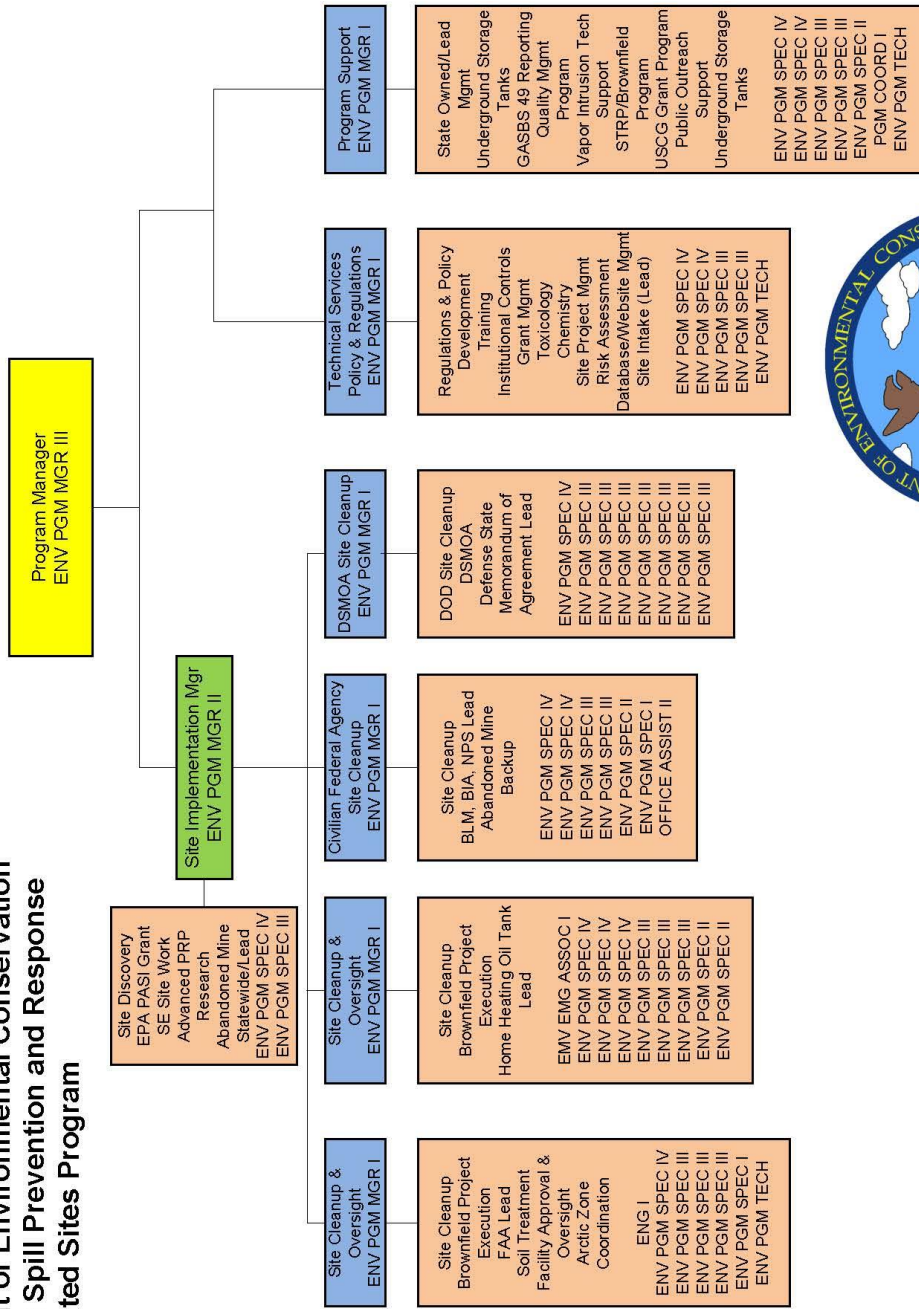 of Environmental Conservation
Spill Prevention and Response
ted Sites Program
Program Manager
ENV PGM MGR III
Site Implementation Mgr
ENV PGM MGR II
Site Discovery
EPA PASI Grant
SE Site Work
Advanced PRP
Research
Abandoned Mine
Statewide/Lead
ENV PGM SPEC IV
ENV PGM SPEC III
Site Cleanup &
Oversight
ENV PGM MGR I
Site Cleanup
Brownfield Project
Execution
FAA Lead
Soil Treatment
Facility Approval &
Oversight
Arctic Zone
Coordination
ENG I
ENV PGM SPEC IV
ENV PGM SPEC III
ENV PGM SPEC III
ENV PGM SPEC III
ENV PGM SPEC I
ENV PGM TECH
Site Cleanup &
Oversight
ENV PGM MGR I
Site Cleanup
Brownfield Project
Execution
Home Heating Oil Tank
Lead
EMV EMG ASSOC I
ENV PGM SPEC IV
ENV PGM SPEC IV
ENV PGM SPEC IV
ENV PGM SPEC III
ENV PGM SPEC III
ENV PGM SPEC III
ENV PGM SPEC II
ENV PGM SPEC II
Civilian Federal Agency
Site Cleanup
ENV PGM MGR I
Site Cleanup
BLM, BIA, NPS Lead
Abandoned Mine
Backup
ENV PGM SPEC IV
ENV PGM SPEC IV
ENV PGM SPEC III
ENV PGM SPEC III
ENV PGM SPEC II
ENV PGM SPEC I
OFFICE ASSIST II
DSMOA Site Cleanup
ENV PGM MGR I
DOD Site Cleanup
DSMOA
Defense State
Memorandum of
Agreement Lead
ENV PGM SPEC IV
ENV PGM SPEC III
ENV PGM SPEC III
ENV PGM SPEC III
ENV PGM SPEC III
ENV PGM SPEC III
ENV PGM SPEC III
Technical Services
Policy & Regulations
ENV PGM MGR I
Regulations & Policy
Development
Training
Institutional Controls
Grant Mgmt
Toxicology
Chemistry
Site Project Mgmt
Risk Assessment
Database/Website Mgmt
Site Intake (Lead)
ENV PGM SPEC IV
ENV PGM SPEC IV
ENV PGM SPEC III
ENV PGM SPEC III
ENV PGM TECH
Program Support
ENV PGM MGR I
State Owned/Lead
Mgmt
Underground Storage
Tanks
GASBS 49 Reporting
Quality Mgmt
Program
Vapor Intrusion Tech
Support
STRP/Brownfield
Program
USCG Grant Program
Public Outreach
Support
Underground Storage
Tanks
ENV PGM SPEC IV
ENV PGM SPEC IV
ENV PGM SPEC III
ENV PGM SPEC III
ENV PGM SPEC II
PGM COORD I
ENV PGM TECH
NT OF ENVIRONMENTAL CONS